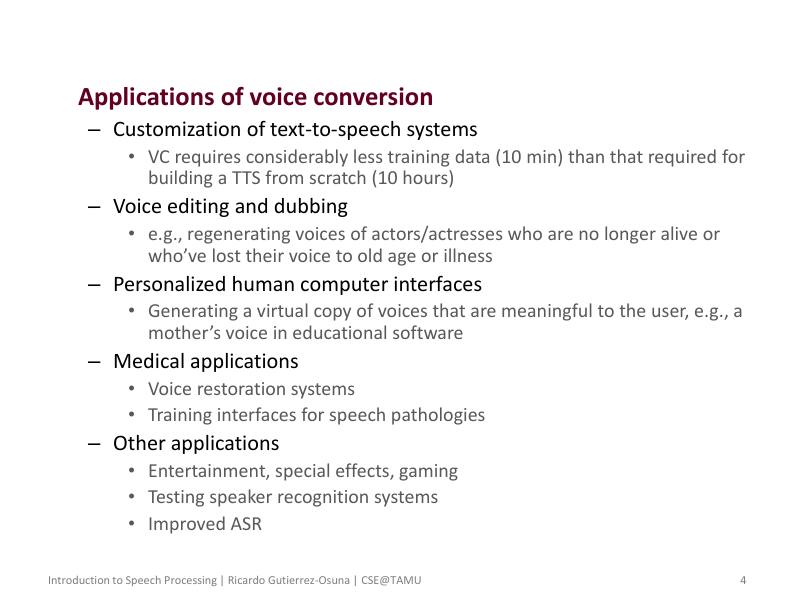 Applications of voice conversion
– Customization of text-to-speech systems
• VC requires considerably less training data (10 min) than that required for
building a TTS from scratch (10 hours)
– Voice editing and dubbing
• e.g., regenerating voices of actors/actresses who are no longer alive or
who’ve lost their voice to old age or illness
– Personalized human computer interfaces
• Generating a virtual copy of voices that are meaningful to the user, e.g., a
mother’s voice in educational software
– Medical applications
• Voice restoration systems
• Training interfaces for speech pathologies
– Other applications
• Entertainment, special effects, gaming
• Testing speaker recognition systems
• Improved ASR
Introduction to Speech Processing | Ricardo Gutierrez-Osuna | CSE@TAMU 4